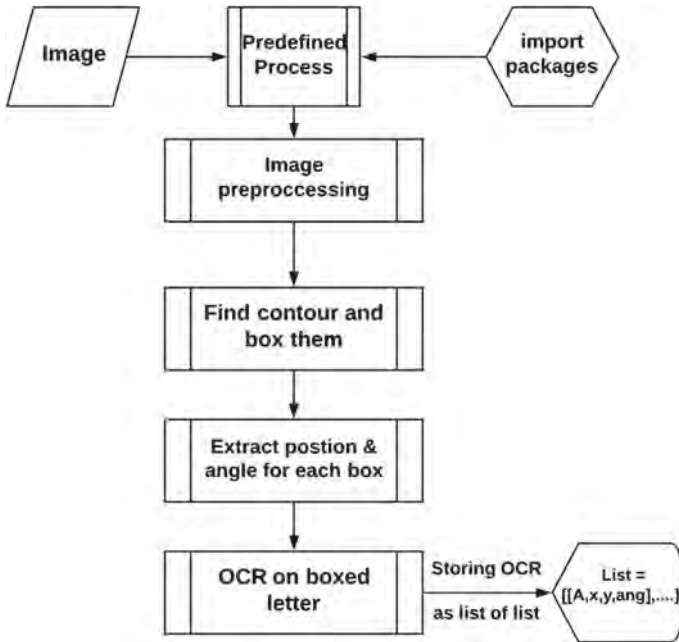 Image
Predefined
Process
import
packages
Image
preproccessing
Find contour and
box them
Extract postion &
angle for each box
OCR on boxed
letter
Storing OCR
as list of list
List =
[[A,x,y,ang],....]